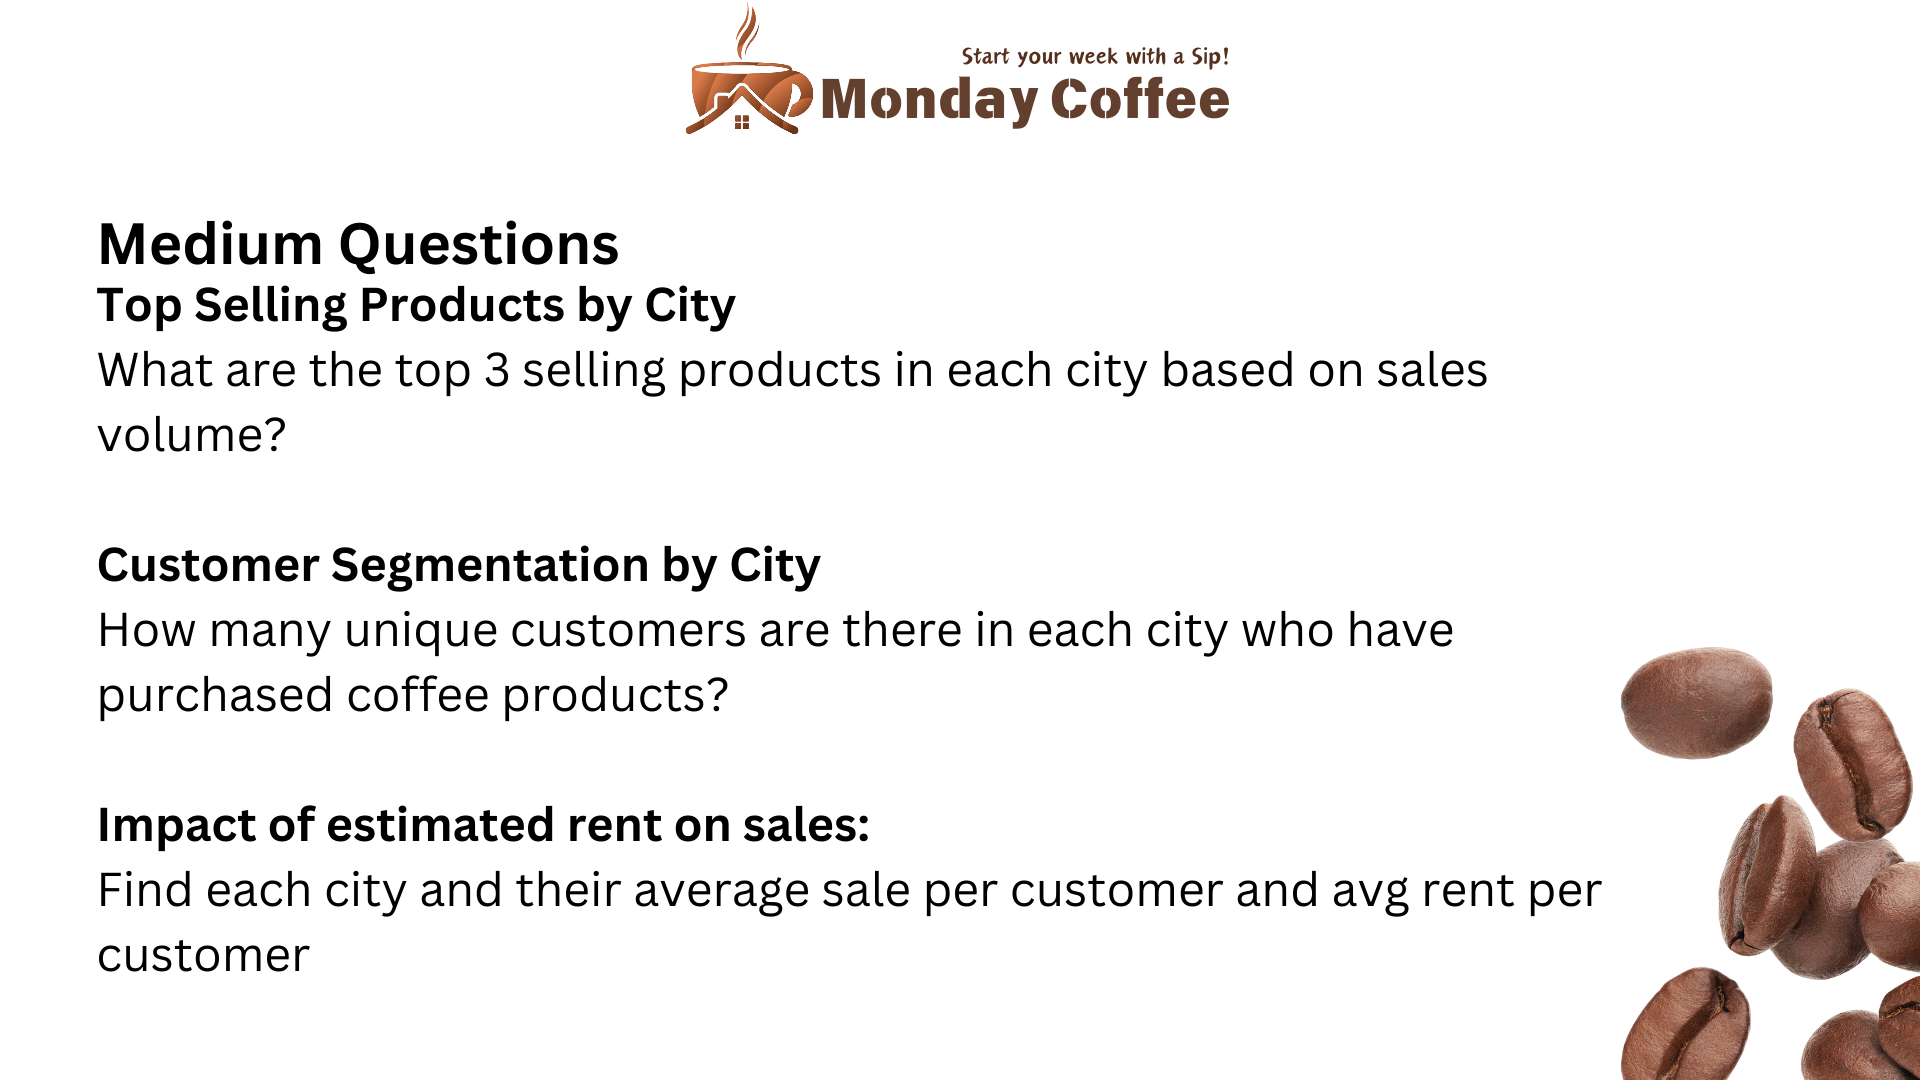 Start your week with a Sip!
Monday Coffee
Medium Questions
Top Selling Products by City
What are the top 3 selling products in each city based on sales
volume?
Customer Segmentation by City
How many unique customers are there in each city who have
purchased coffee products?
Impact of estimated rent on sales:
Find each city and their average sale per customer and avg rent per
customer